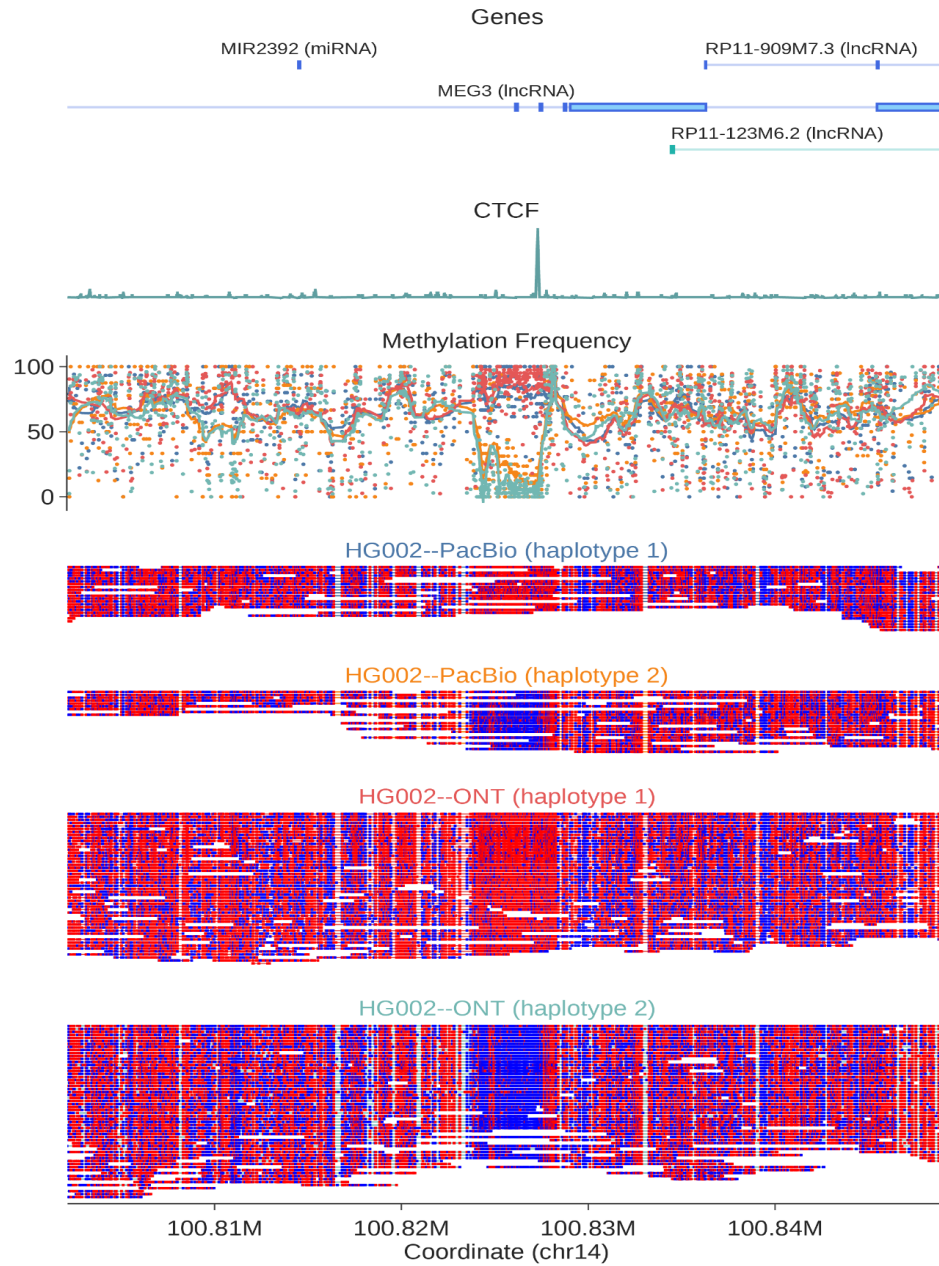 Genes
MIR2392 (miRNA)
RP11-909M7.3 (lncRNA)
MEG3 (lncRNA)
RP11-123M6.2 (lncRNA)
CTCF
Methylation Frequency
100
50
0
HG002--PacBio (haplotype 1)
HG002--PacBio (haplotype 2)
HG002--ONT (haplotype 1)
HG002--ONT (haplotype 2)
100.81M 100.82M 100.83M 100.84M
Coordinate (chr14)